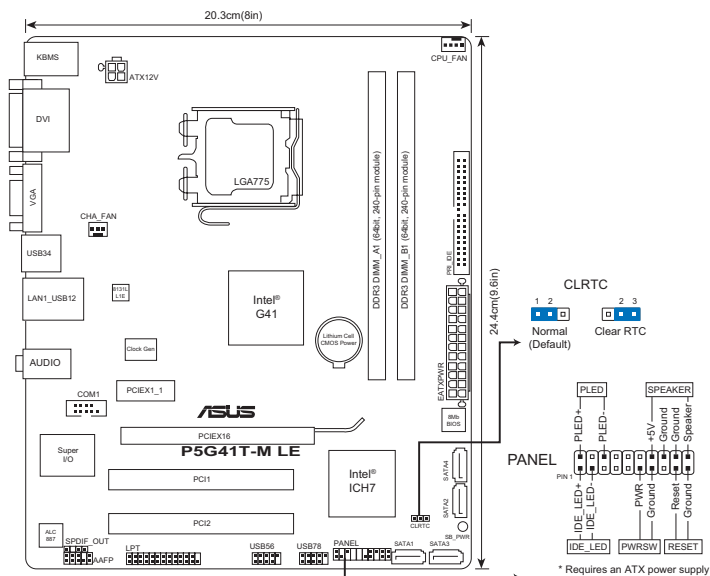 20.3cm(8in)
KBMS
ATX12V
CPU_FAN
DVI
LGA775
DDR3 DIMM_A1 (64bit, 240-pin module)
DDR3 DIMM_B1 (64bit, 240-pin module)
PRI_IDE
24.4cm(9.6in)
VGA
CHA_FAN
USB34
LAN1_USB12
8131L
L1E
Intel®
G41
Lithium Cell
CMOS Power
EATXPWR
CLRTC
1 2
2 3
Normal
(Default)
Clear RTC
AUDIO
Clock Gen
COM1
PCIEX1_1
ASUS
8Mb
BIOS
PCIEX16
P5G41T-M LE
Super
I/O
PCI1
Intel®
ICH7
SATA4
SATA2
PCI2
CLRTC
SB_PWR
ALC
887
SPDIF_OUT
AAFP
LPT
USB56
USB78
PANEL
SATA1
SATA3
PLED
SPEAKER
PLED+
PLED-
+5V
Ground
Ground
Speaker
PANEL
PIN 1
IDE_LED+
IDE_LED-
PWR
Ground
Reset
Ground
IDE_LED
PWRSW
RESET
* Requires an ATX power supply